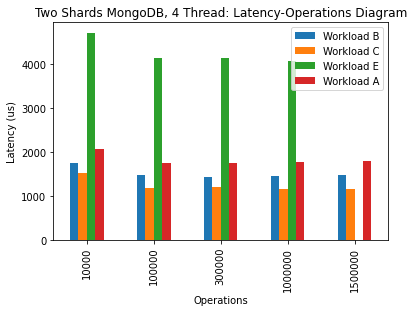 Two Shards MongoDB, 4 Thread: Latency-Operations Diagram
Workload B
Workload C
Workload E
Workload A
Latency (us)
4000
3000
2000
1000
0
10000
100000
300000
1000000
1500000
Operations